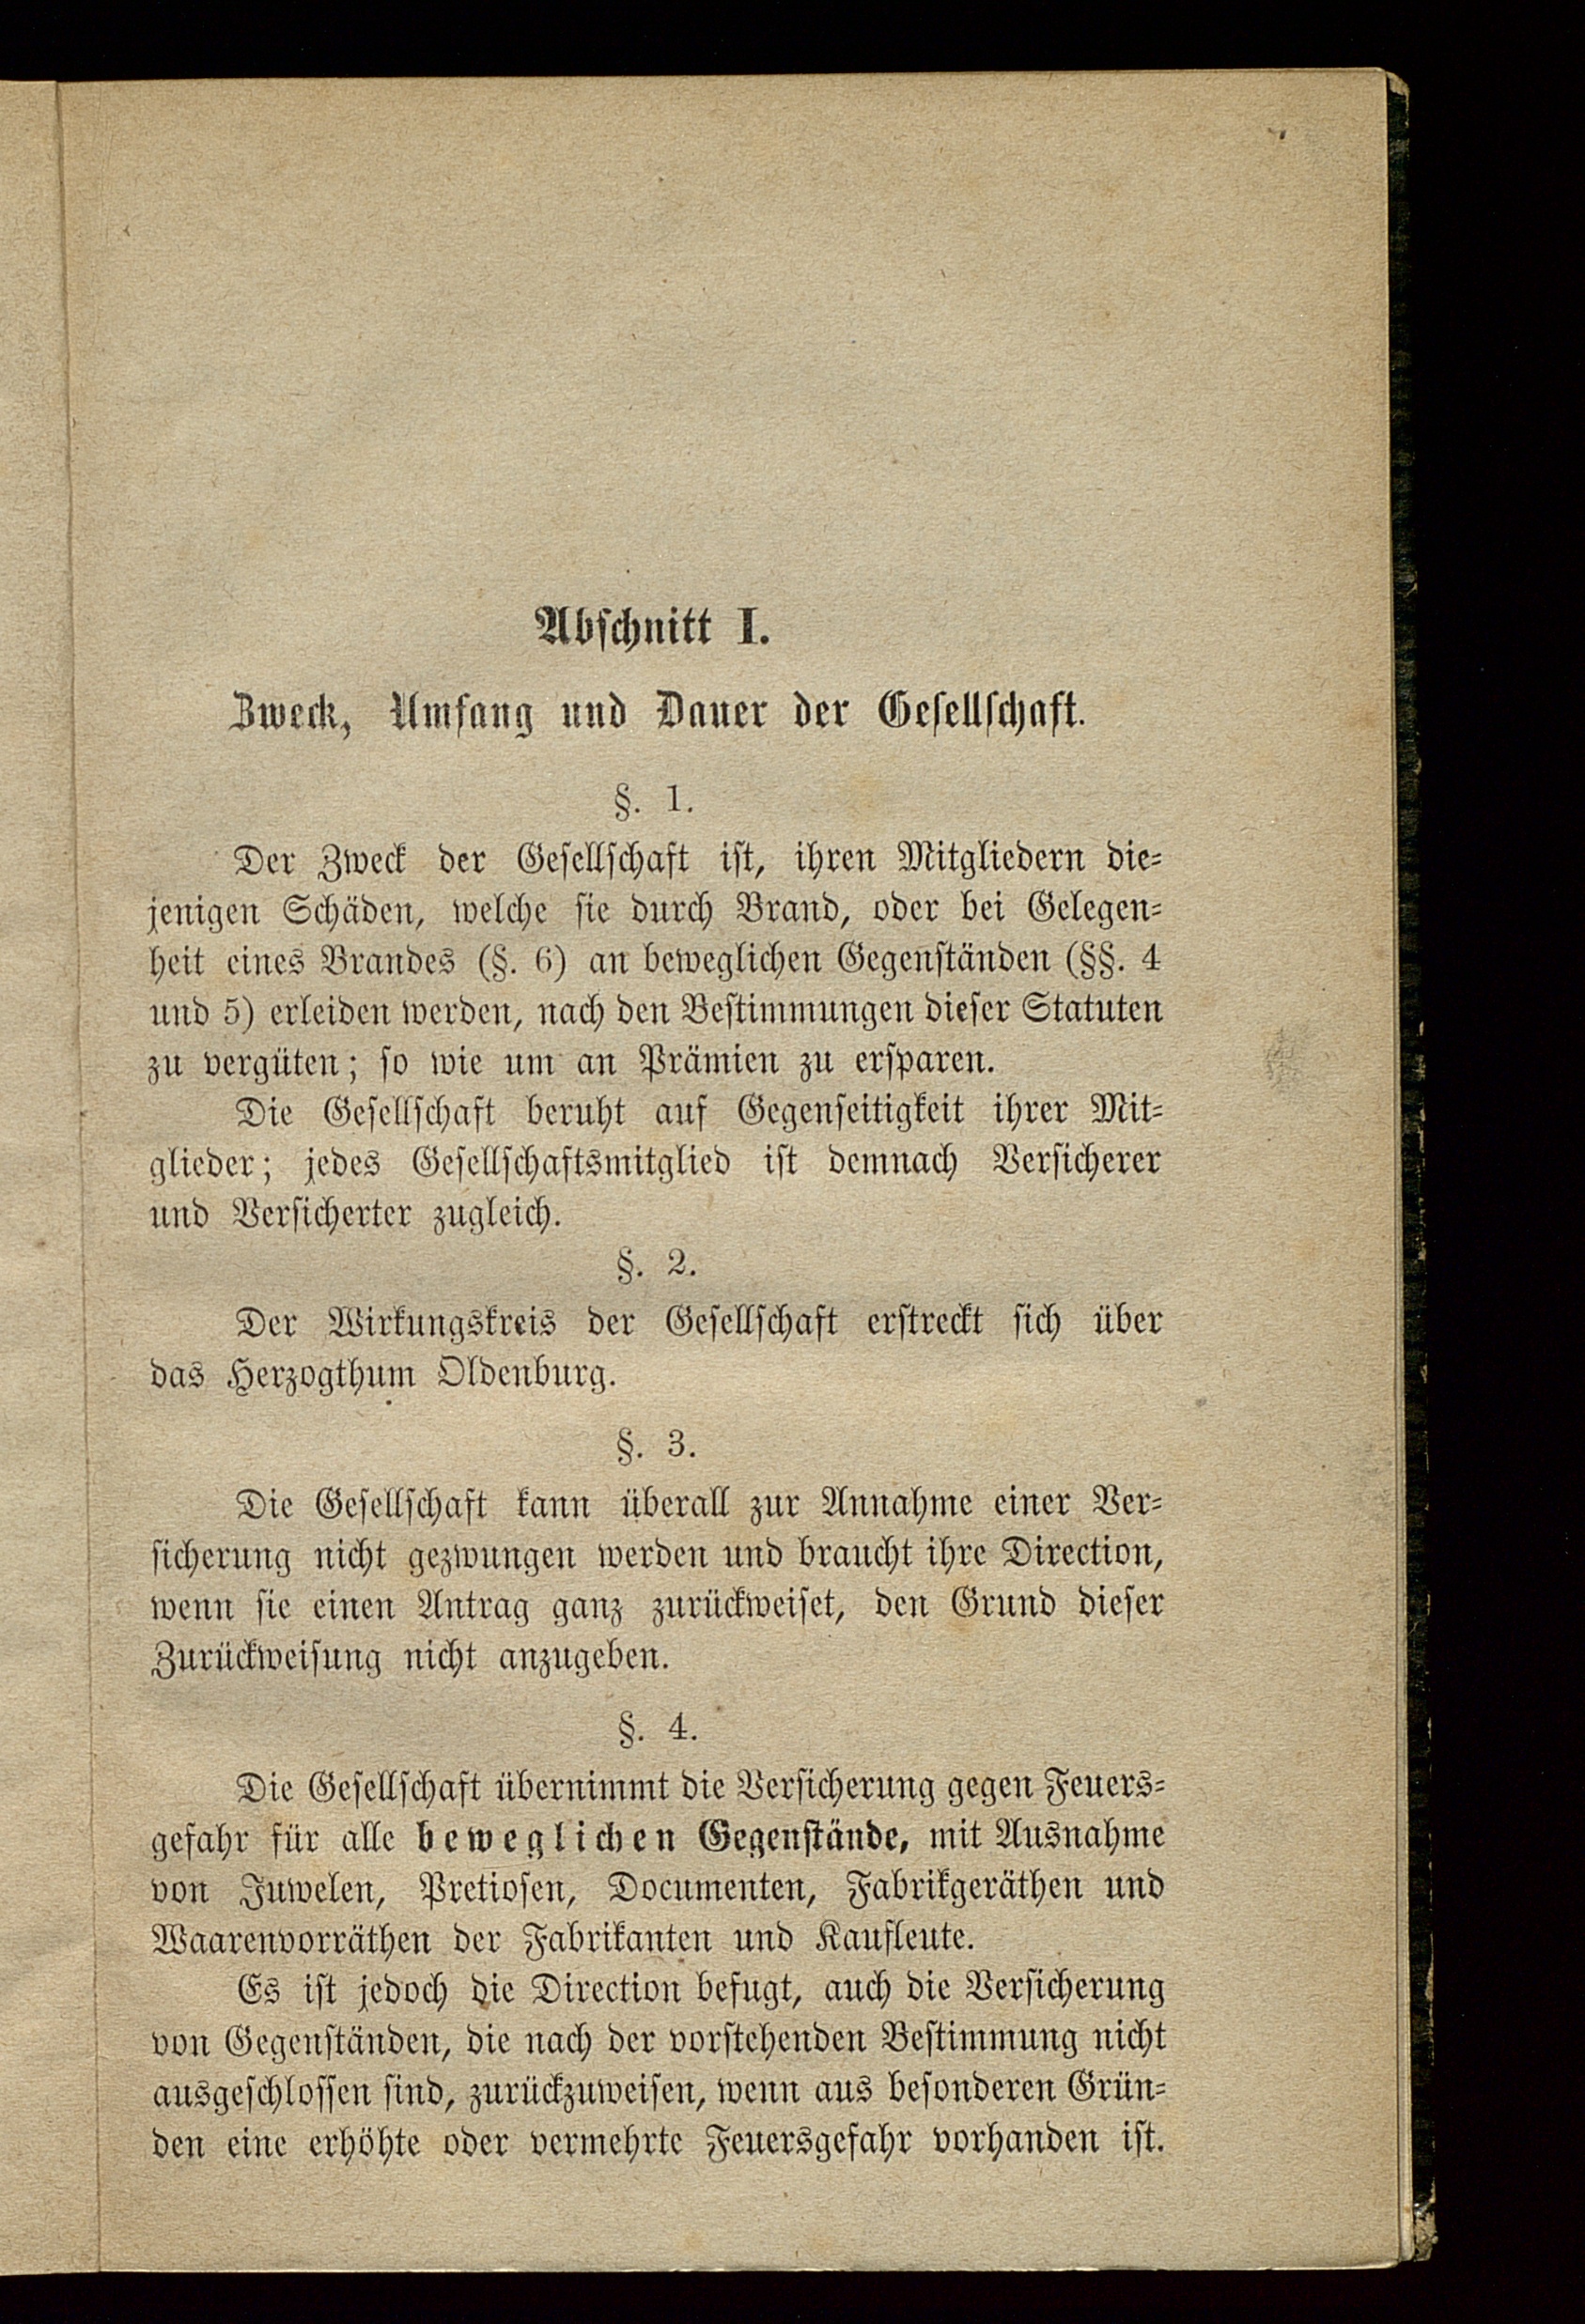 Abschnitt I.
Zweck, Umfang und Dauer der Gesellschaft.
§. 1.
Der Zweck der Gesellschaft ist, ihren Mitgliedern die-
jenigen Schäden, welche sie durch Brand, oder bei Gelegen-
heit eines Brandes (§. 6) an beweglichen Gegenständen (§§. 4
und 5) erleiden werden, nach den Bestimmungen dieser Statuten
zu vergüten; so wie um an Prämien zu ersparen.
Die Gesellschaft beruht auf Gegenseitigkeit ihrer Mit-
glieder; jedes Gesellschaftsmitglied ist demnach Versicherer
und Versicherter zugleich.
§. 2.
Der Wirkungskreis der Gesellschaft erstreckt sich über
das Herzogthum Oldenburg.
§. 3.
Die Gesellschaft kann überall zur Annahme einer Ver-
sicherung nicht gezwungen werden und braucht ihre Direction,
wenn sie einen Antrag ganz zurückweiset, den Grund dieser
Zurückweisung nicht anzugeben.
§. 4.
Die Gesellschaft übernimmt die Versicherung gegen Feuers-
gefahr für alle beweglichen Gegenstände, mit Ausnahme
von Juwelen, Pretiosen, Documenten, Fabrikgeräthen und
Waarenvorräthen der Fabrikanten und Kaufleute.
Es ist jedoch die Direction befugt, auch die Versicherung
von Gegenständen, die nach der vorstehenden Bestimmung nicht
ausgeschlossen sind, zurückzuweisen, wenn aus besonderen Grün-
den eine erhöhte oder vermehrte Feuersgefahr vorhanden ist.